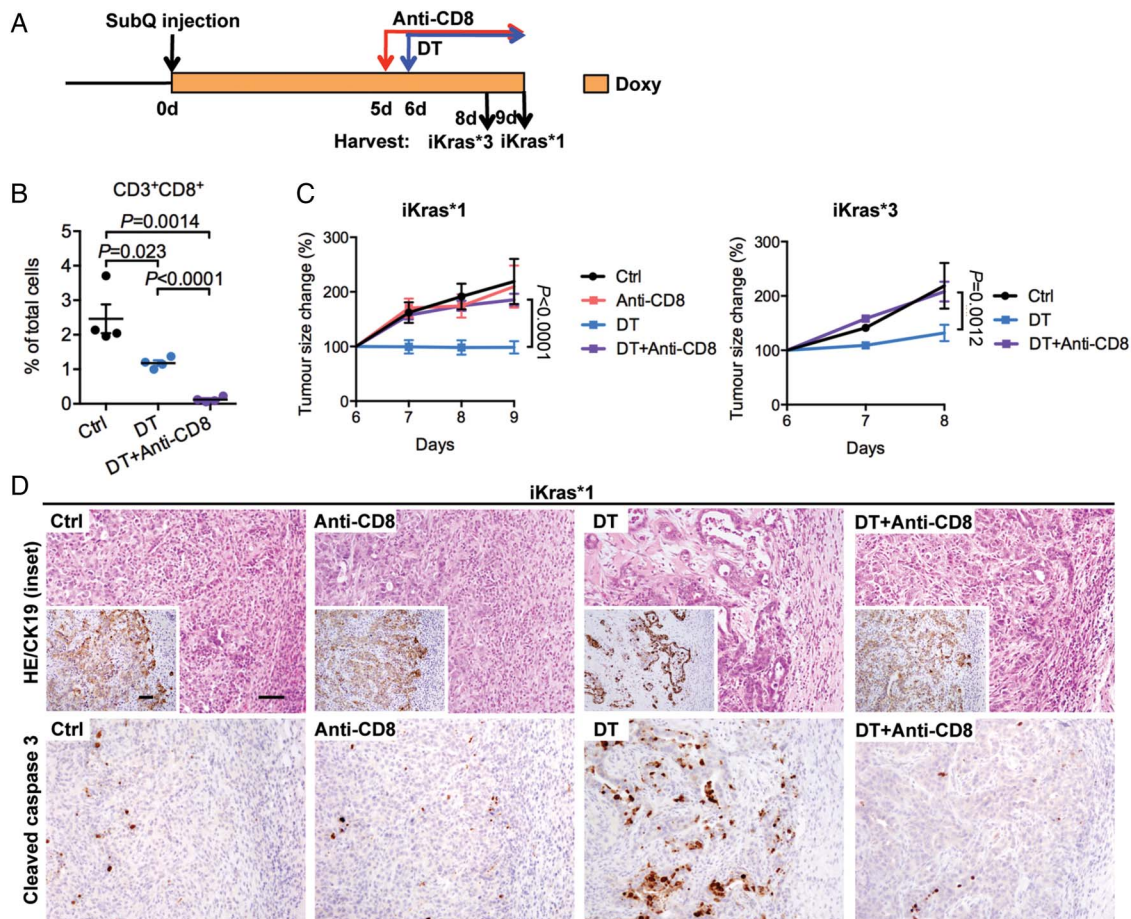 A
SubQ injection
Anti-CD8
DT
Doxy
0d
5d
6d
8d
9d
Harvest: iKras*3 iKras*1
B
CD3⁺CD8⁺
P=0.0014
P=0.023
P<0.0001
% of total cells
5
4
3
2
1
0
Ctrl
DT
DT+Anti-CD8
C
iKras*1
Tumour size change (%)
300
200
100
0
6 7 8 9
Days
P<0.0001
Ctrl
Anti-CD8
DT
DT+Anti-CD8
iKras*3
Tumour size change (%)
300
200
100
0
6 7 8
Days
P=0.0012
Ctrl
DT
DT+Anti-CD8
D
iKras*1
HE/CK19 (inset)
Ctrl
Anti-CD8
DT
DT+Anti-CD8
Cleaved caspase 3
Ctrl
Anti-CD8
DT
DT+Anti-CD8